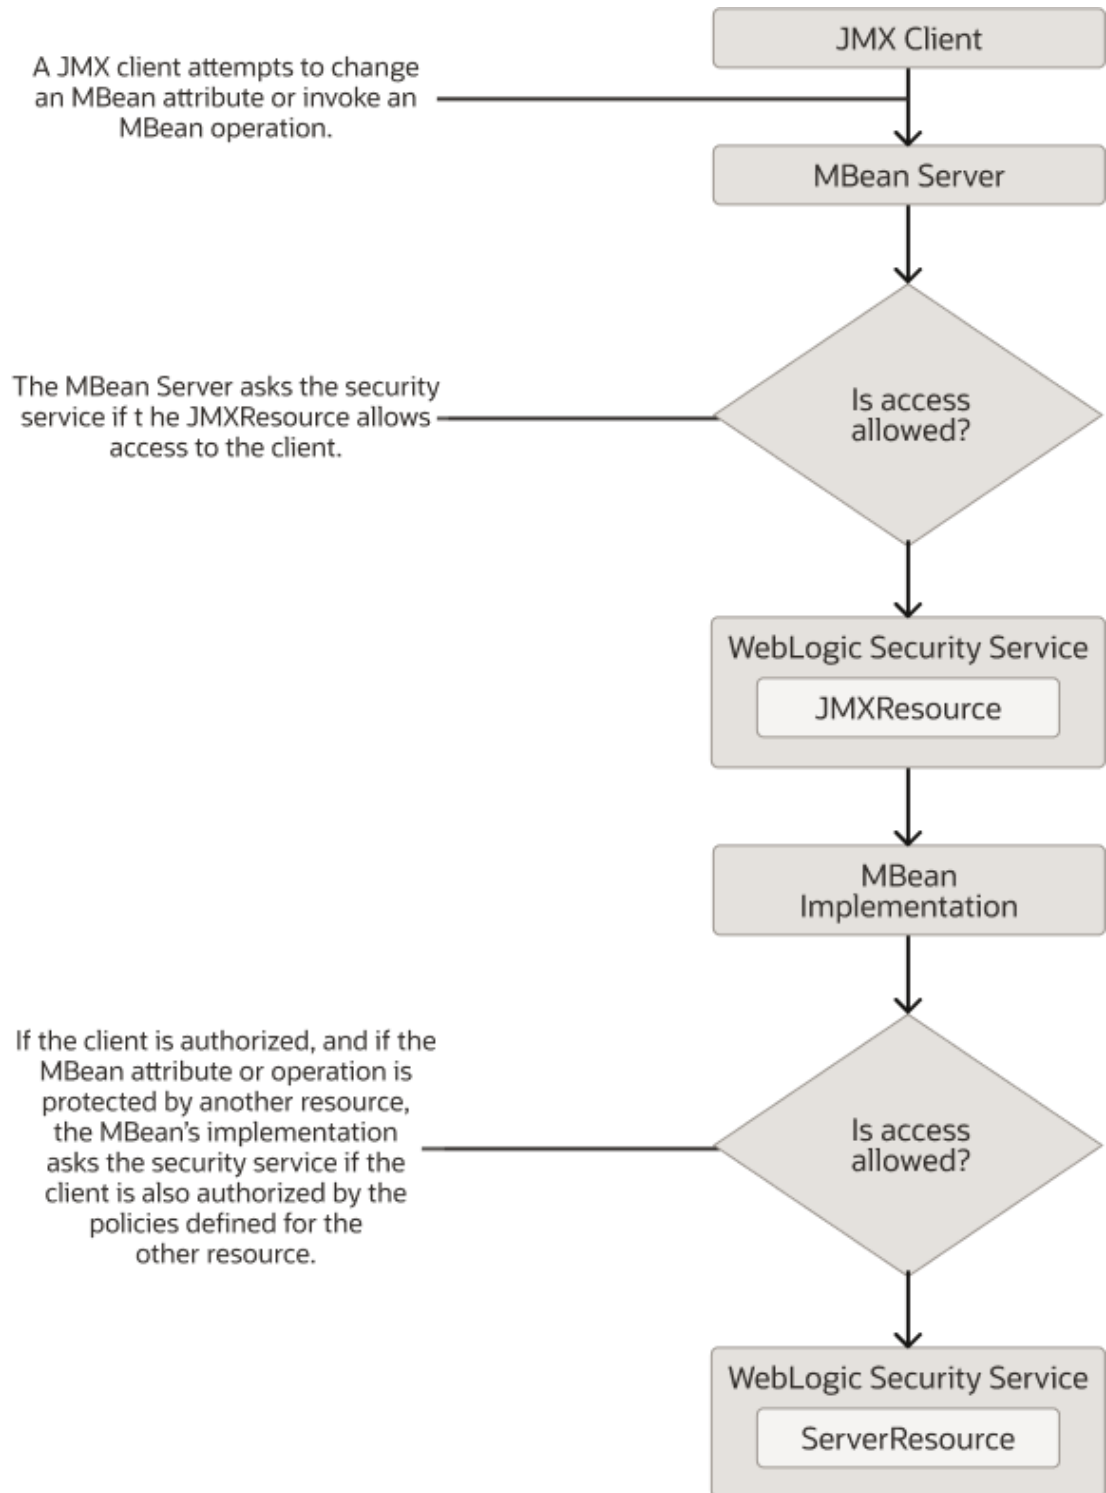 JMX Client
A JMX client attempts to change
an MBean attribute or invoke an
MBean operation.
MBean Server
The MBean Server asks the security
service if t he JMXResource allows
access to the client.
Is access
allowed?
WebLogic Security Service
JMXResource
MBean
Implementation
If the client is authorized, and if the
MBean attribute or operation is
protected by another resource,
the MBean’s implementation
asks the security service if the
client is also authorized by the
policies defined for the
other resource.
Is access
allowed?
WebLogic Security Service
ServerResource